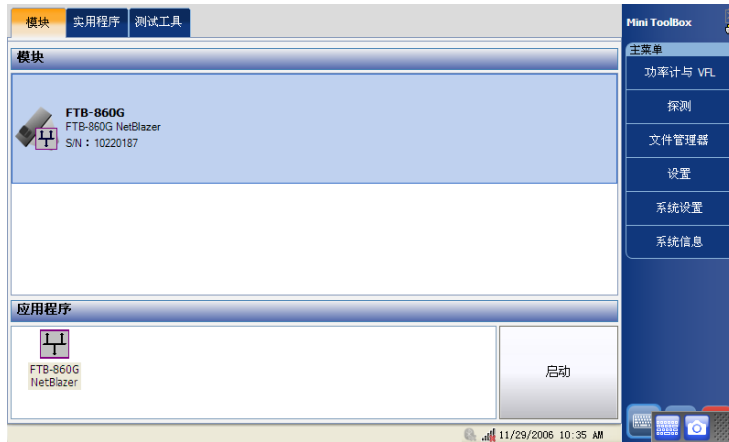 模块 实用程序 测试工具
Mini ToolBox
模块
主菜单
功率计与 VFL
FTB-860G
FTB-860G NetBlazer
S/N：10220187
探测
文件管理器
设置
系统设置
系统信息
应用程序
FTB-860G
NetBlazer
启动
11/29/2006 10:35 AM